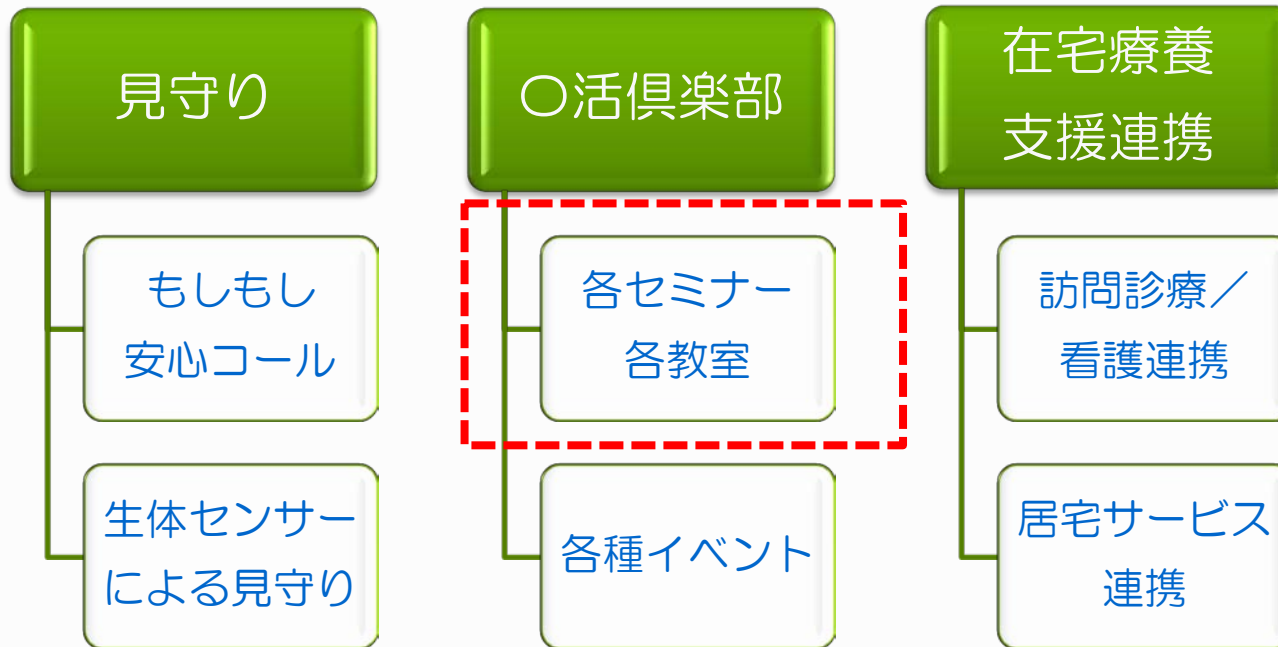 見守り
もしもし
安心コール
生体センサー
による見守り
〇活倶楽部
各セミナー
各教室
各種イベント
在宅療養
支援連携
訪問診療／
看護連携
居宅サービス
連携